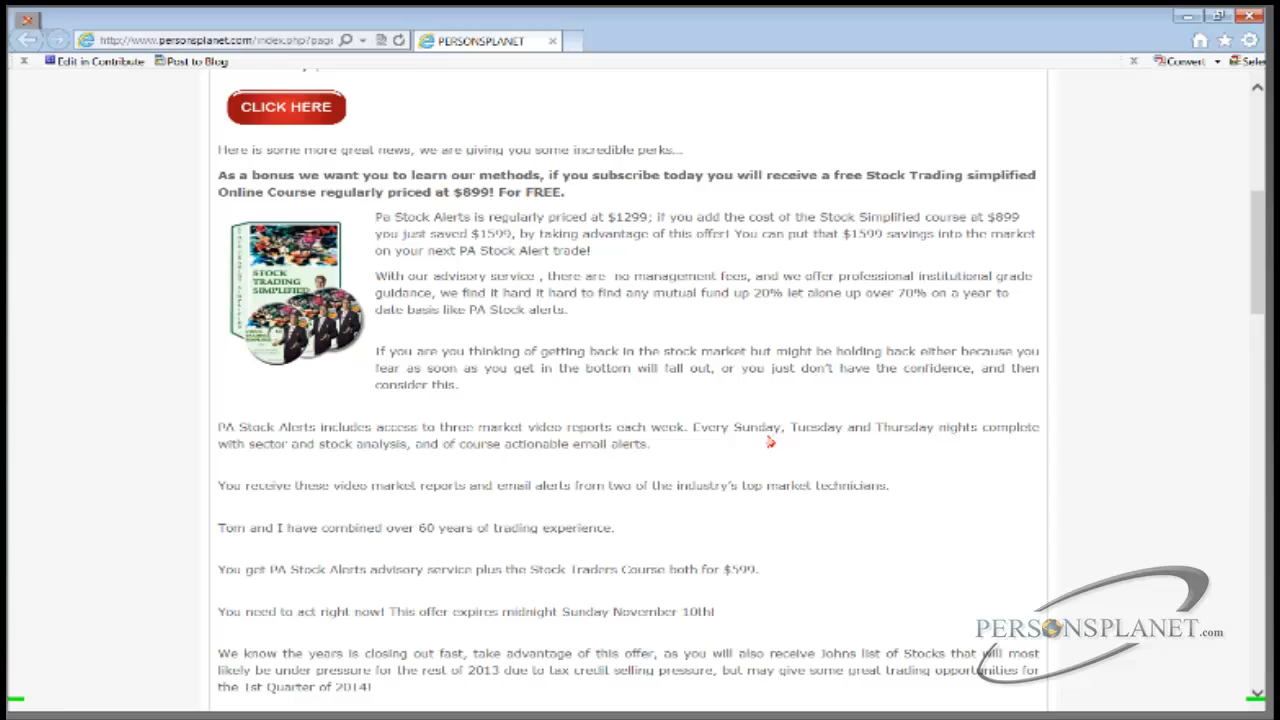 http://www.personsplanet.com/index.php?page
PERSONSPLANET
Edit in Contribute
Post to Blog
Convert
Sele
CLICK HERE
Here is some more great news, we are giving you some incredible perks...
As a bonus we want you to learn our methods, if you subscribe today you will receive a free Stock Trading simplified
Online Course regularly priced at $899! For FREE.
Pa Stock Alerts is regularly priced at $1299; if you add the cost of the Stock Simplified course at $899
you just saved $1599, by taking advantage of this offer! You can put that $1599 savings into the market
on your next PA Stock Alert trade!
STOCK
TRADING
SIMPLIFIED
With our advisory service , there are no management fees, and we offer professional institutional grade
guidance, we find it hard it hard to find any mutual fund up 20% let alone up over 70% on a year to
date basis like PA Stock alerts.
If you are you thinking of getting back in the stock market but might be holding back either because you
fear as soon as you get in the bottom will fall out, or you just don't have the confidence, and then
consider this.
PA Stock Alerts includes access to three market video reports each week. Every Sunday, Tuesday and Thursday nights complete
with sector and stock analysis, and of course actionable email alerts.
You receive these video market reports and email alerts from two of the industry's top market technicians.
Tom and I have combined over 60 years of trading experience.
You get PA Stock Alerts advisory service plus the Stock Traders Course both for $599.
You need to act right now! This offer expires midnight Sunday November 10th!
PERSONSPLANET.com
We know the years is closing out fast, take advantage of this offer, as you will also receive Johns list of Stocks that will most
likely be under pressure for the rest of 2013 due to tax credit selling pressure, but may give some great trading opportunities for
the 1st Quarter of 2014!